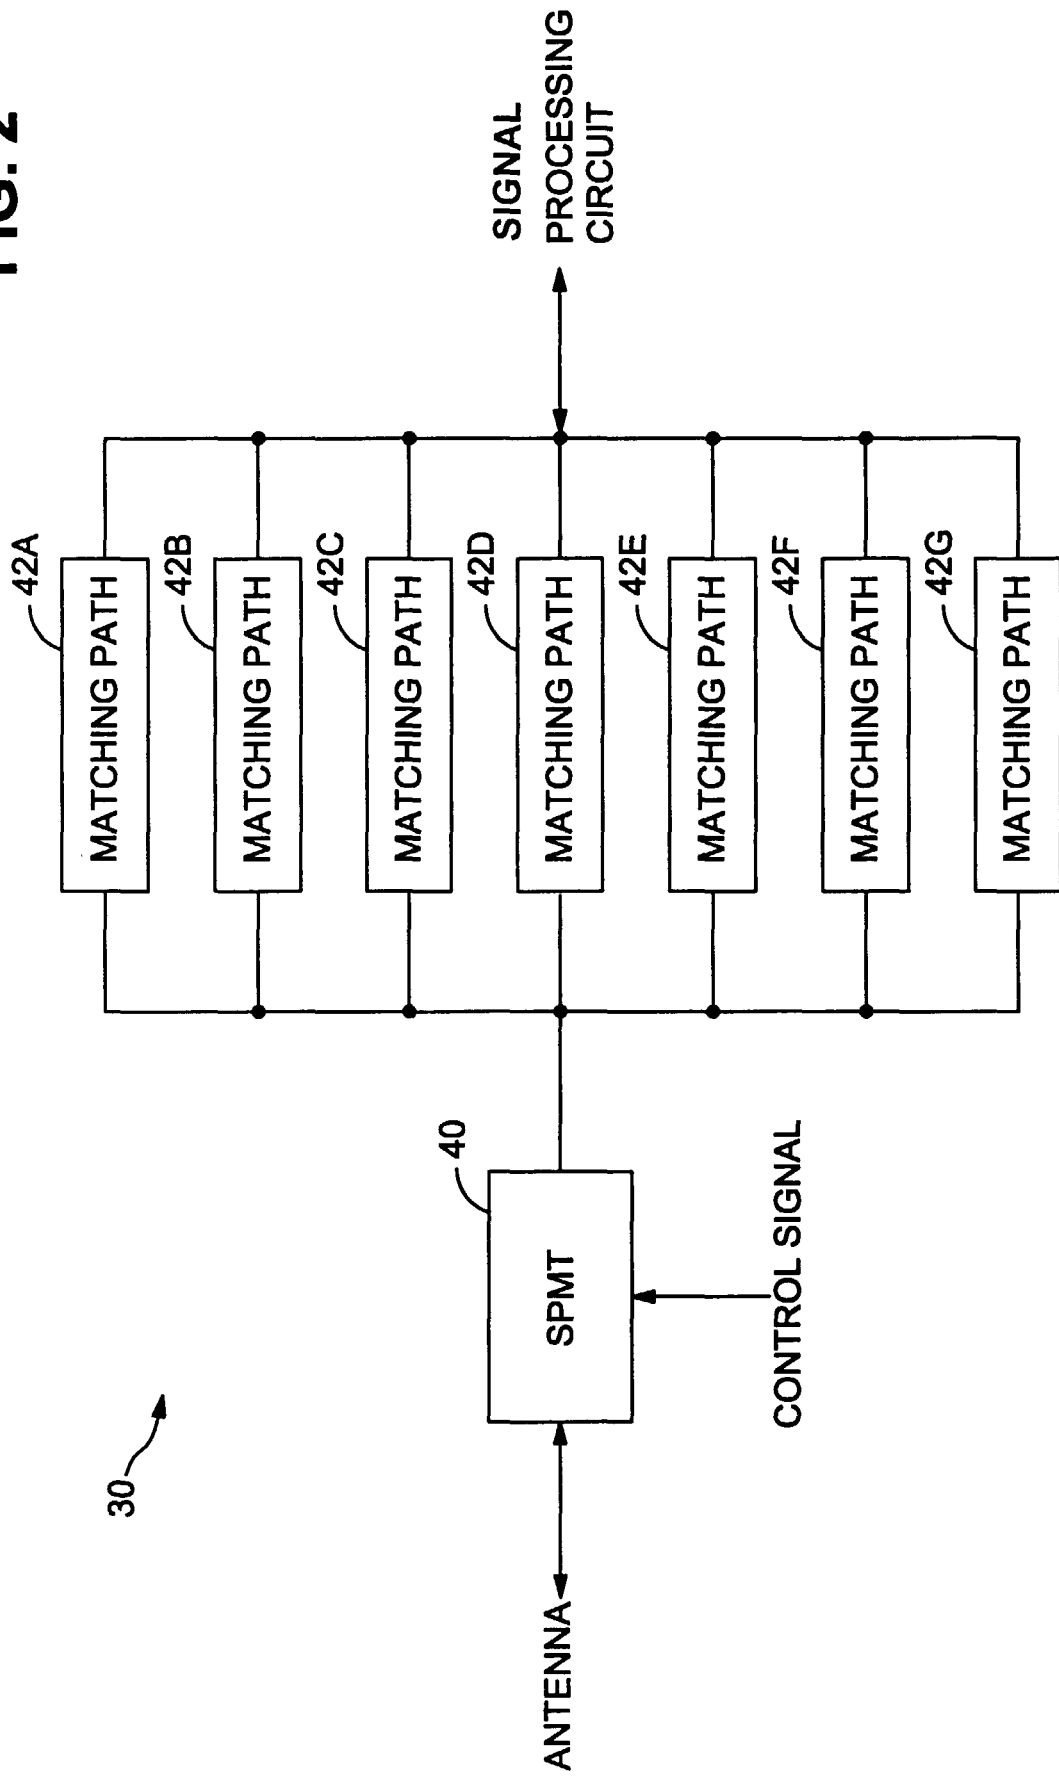 FIG. 2
30
ANTENNA
40
SPMT
CONTROL SIGNAL
42A
MATCHING PATH
42B
MATCHING PATH
42C
MATCHING PATH
42D
MATCHING PATH
42E
MATCHING PATH
42F
MATCHING PATH
42G
MATCHING PATH
SIGNAL
PROCESSING
CIRCUIT